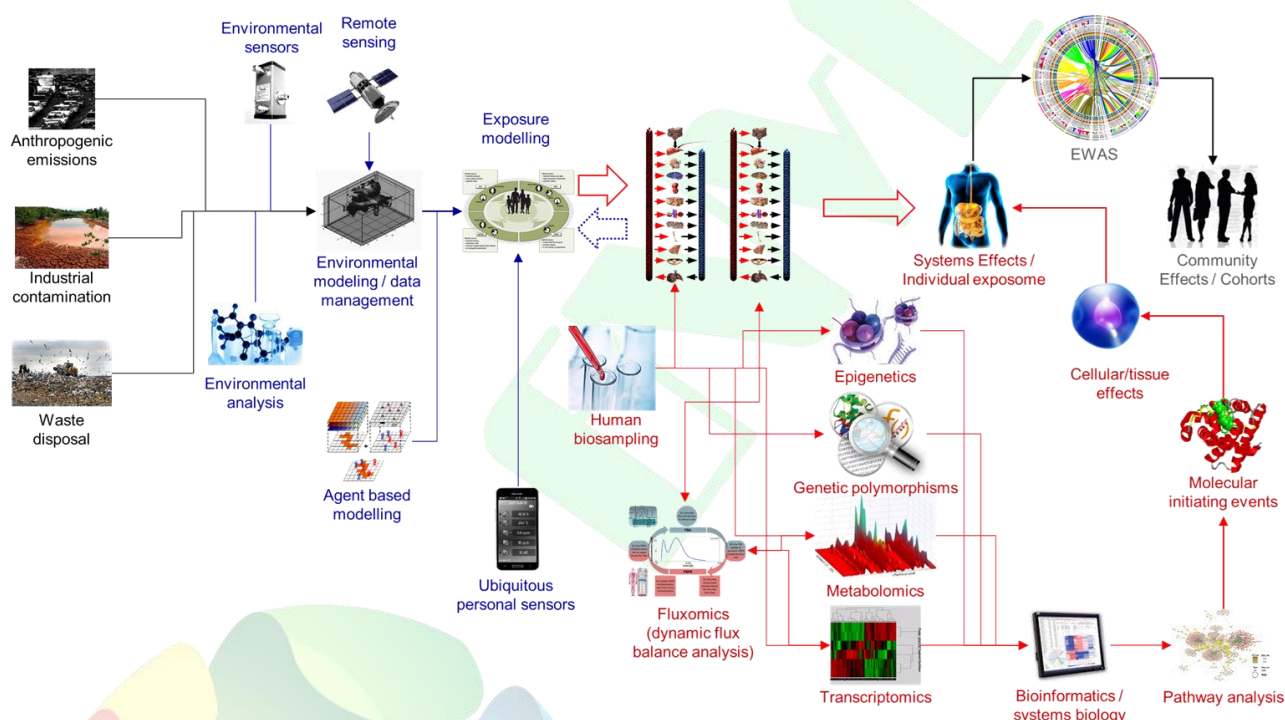 Environmental
sensors
Remote
sensing
Anthropogenic
emissions
Exposure
modelling
EWAS
Industrial
contamination
Environmental
modeling / data
management
Systems Effects /
Individual exposome
Community
Effects / Cohorts
Environmental
analysis
Waste
disposal
Human
biosampling
Epigenetics
Cellular/tissue
effects
Agent based
modelling
Genetic polymorphisms
Molecular
initiating events
Ubiquitous
personal sensors
Fluxomics
(dynamic flux
balance analysis)
Metabolomics
Transcriptomics
Bioinformatics /
systems biology
Pathway analysis